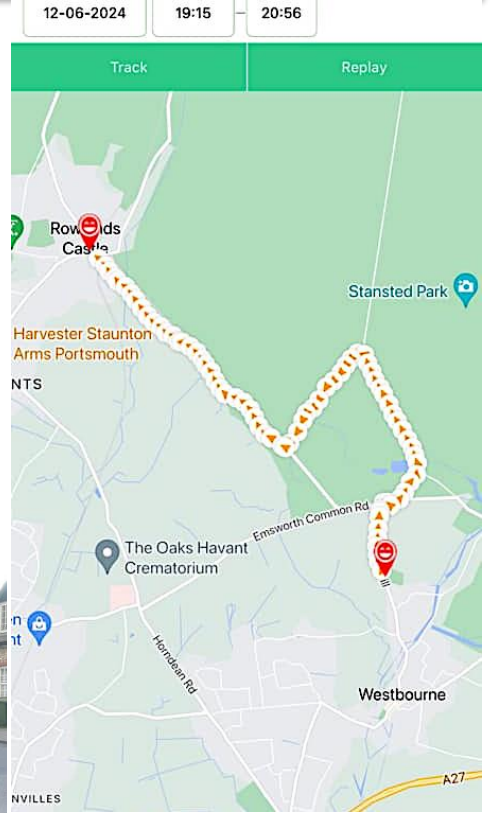 12-06-2024 19:15 – 20:56
Track Replay
Stansted Park
Harvester Staunton
Arms Portsmouth
NTS
Emsworth Common Rd
The Oaks Havant
Crematorium
Horndean Rd
Westbourne
A27
NVILLES